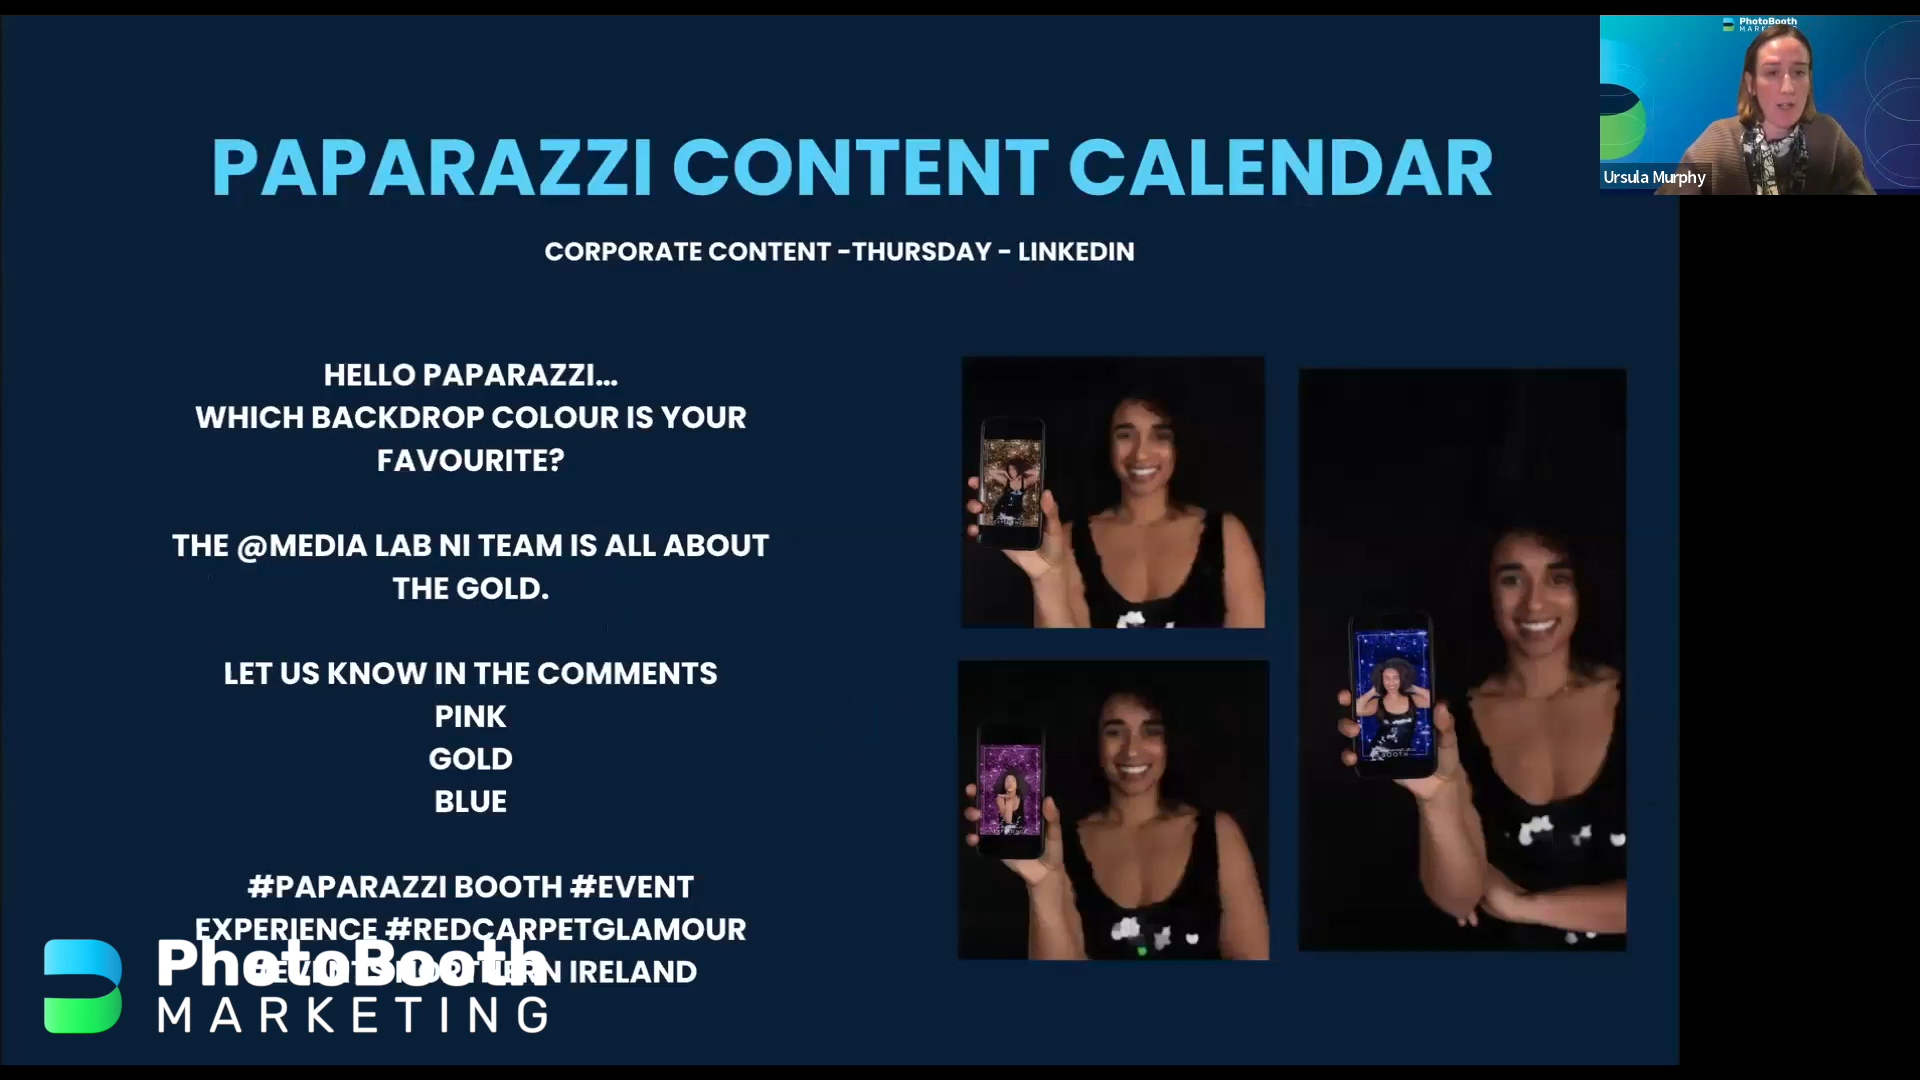 PhotoBooth
Ursula Murphy
PAPARAZZI CONTENT CALENDAR
CORPORATE CONTENT -THURSDAY - LINKEDIN
HELLO PAPARAZZI...
WHICH BACKDROP COLOUR IS YOUR
FAVOURITE?
THE @MEDIA LAB NI TEAM IS ALL ABOUT
THE GOLD.
LET US KNOW IN THE COMMENTS
PINK
GOLD
BLUE
#PAPARAZZI BOOTH #EVENT
EXPERIENCE #REDCARPETGLAMOUR
#EVENTS NORTHERN IRELAND
PhotoBooth
MARKETING